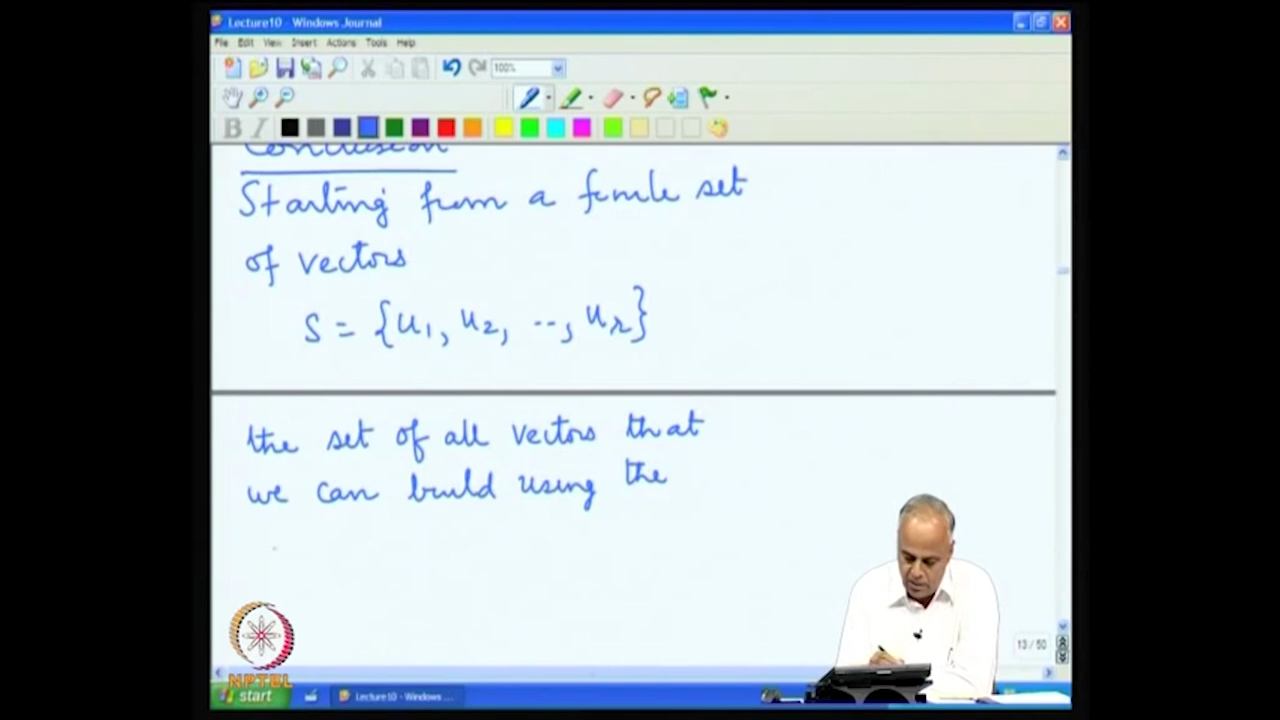 Lecture10 - Windows Journal
File Edit View Insert Actions Tools Help
100%
B I
Conclusion
Starting from a finite set
of vectors
S = {u1, u2, --, ur}
the set of all vectors that
we can build using the
13 / 50
NPTEL
start Lecture10 - Windows ...